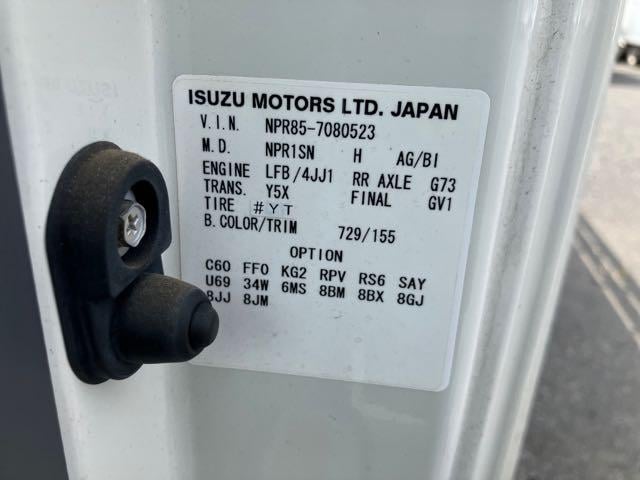 ISUZU MOTORS LTD. JAPAN
V.I.N. NPR85-7080523
M.D. NPR1SN H AG/BI
ENGINE LFB/4JJ1 RR AXLE G73
TRANS. Y5X FINAL GV1
TIRE #YT
B.COLOR/TRIM 729/155
OPTION
C60 FF0 KG2 RPV RS6 SAY
U69 34W 6MS 8BM 8BX 8GJ
8JJ 8JM